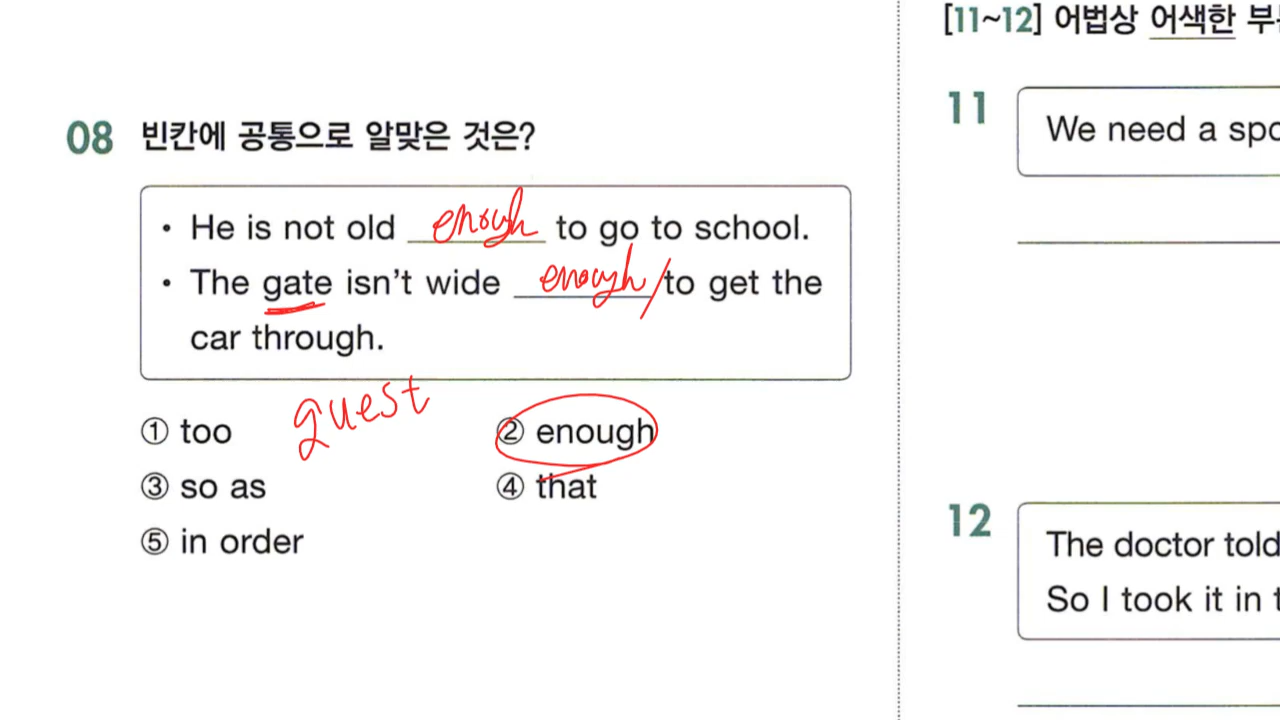 08 빈칸에 공통으로 알맞은 것은?
• He is not old enough to go to school.
• The gate isn't wide enough / to get the
car through.
guest
① too
② enough
③ so as
④ that
⑤ in order
[11~12] 어법상 어색한
11
We need a spo
12
The doctor told
So I took it in t